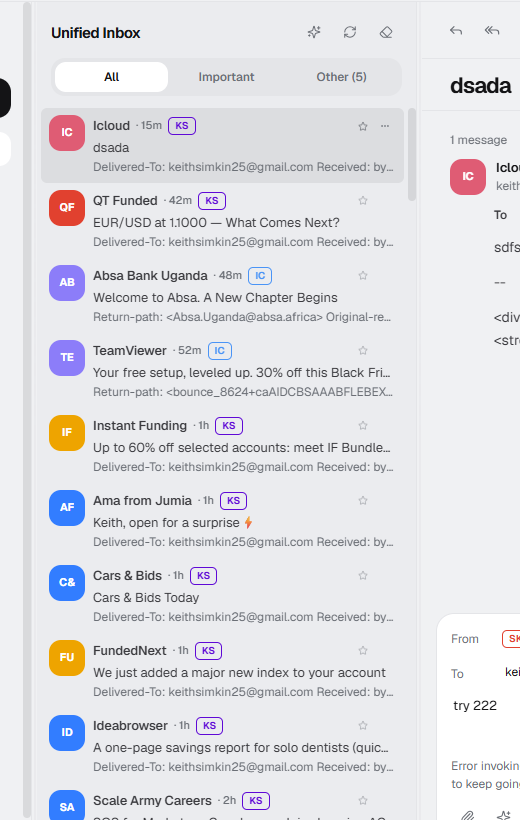 Unified Inbox
All Important Other (5)
IC Icloud · 15m KS
dsada
Delivered-To: keithsimkin25@gmail.com Received: by…
QF QT Funded · 42m KS
EUR/USD at 1.1000 — What Comes Next?
Delivered-To: keithsimkin25@gmail.com Received: by…
AB Absa Bank Uganda · 48m IC
Welcome to Absa. A New Chapter Begins
Return-path: <Absa.Uganda@absa.africa> Original-re…
TE TeamViewer · 52m IC
Your free setup, leveled up. 30% off this Black Fri…
Return-path: <bounce_8624+caAIDCBSAAABFLEBEX…
IF Instant Funding · 1h KS
Up to 60% off selected accounts: meet IF Bundle…
Delivered-To: keithsimkin25@gmail.com Received: by…
AF Ama from Jumia · 1h KS
Keith, open for a surprise ⚡
Delivered-To: keithsimkin25@gmail.com Received: by…
C& Cars & Bids · 1h KS
Cars & Bids Today
Delivered-To: keithsimkin25@gmail.com Received: by…
FU FundedNext · 1h KS
We just added a major new index to your account
Delivered-To: keithsimkin25@gmail.com Received: by…
ID Ideabrowser · 1h KS
A one-page savings report for solo dentists (quic…
Delivered-To: keithsimkin25@gmail.com Received: by…
SA Scale Army Careers · 2h KS
dsada
1 message
IC Iclou
keith
To
sdfs
--
<div
<stro
From SK
To kei
try 222
Error invokin
to keep going